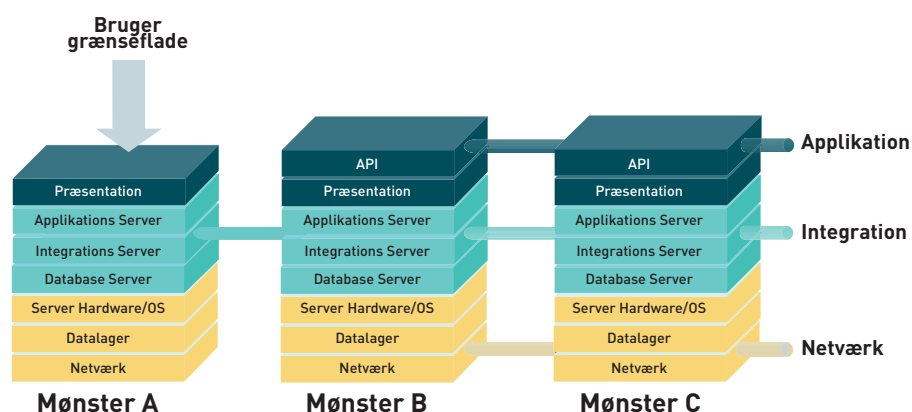 Bruger
grænseflade
Præsentation
Applikations Server
Integrations Server
Database Server
Server Hardware/OS
Datalager
Netværk
Mønster A
API
Præsentation
Applikations Server
Integrations Server
Database Server
Server Hardware/OS
Datalager
Netværk
Mønster B
API
Præsentation
Applikations Server
Integrations Server
Database Server
Server Hardware/OS
Datalager
Netværk
Mønster C
Applikation
Integration
Netværk